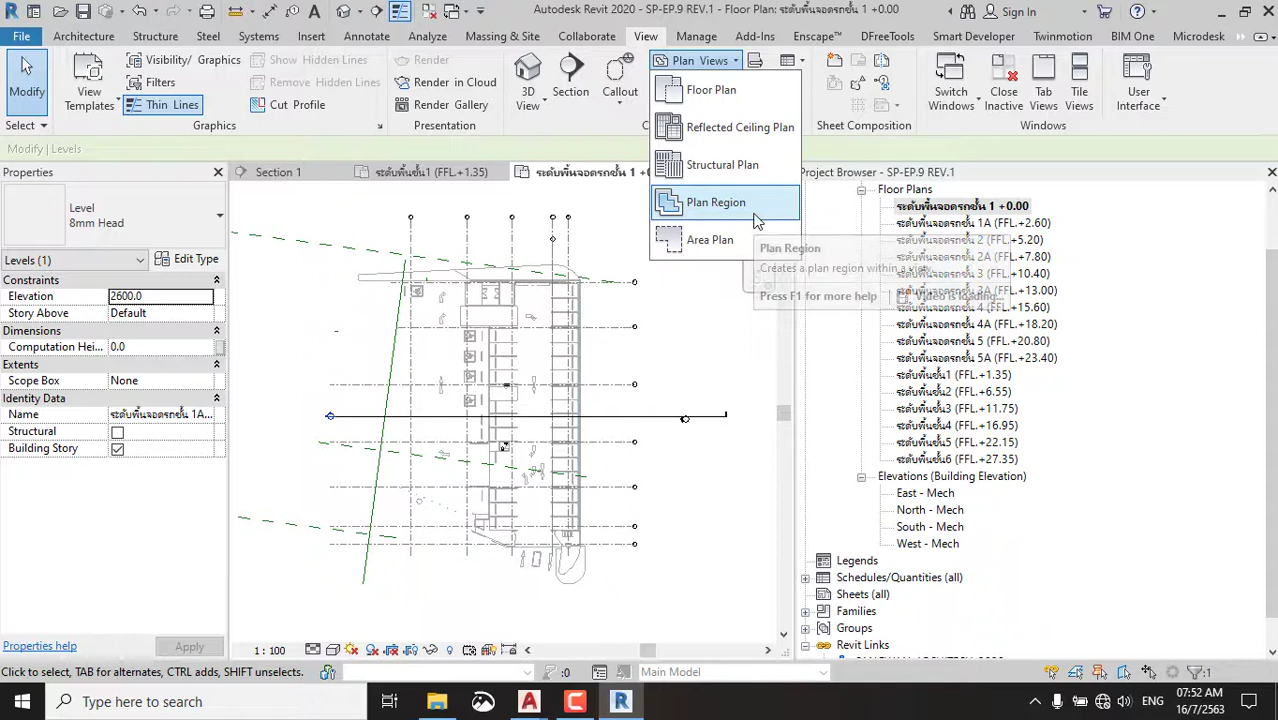 Autodesk Revit 2020 - SP-EP.9 REV.1 - Floor Plan: ระดับพื้นจอดรถชั้น 1 +0.00
Sign In
File Architecture Structure Steel Systems Insert Annotate Analyze Massing & Site Collaborate View Manage Add-Ins Enscape™ DFreeTools Smart Developer Twinmotion BIM One Microdesk
Modify
View Templates
Visibility/ Graphics
Filters
Thin Lines
Show Hidden Lines
Remove Hidden Lines
Cut Profile
Render
Render in Cloud
Render Gallery
3D View
Section
Callout
Plan Views
Floor Plan
Reflected Ceiling Plan
Structural Plan
Plan Region
Area Plan
Switch Windows
Close Inactive
Tab Views
Tile Views
User Interface
Select
Graphics
Presentation
Sheet Composition
Windows
Modify | Levels
Properties
Section 1
ระดับพื้นชั้น1 (FFL.+1.35)
ระดับพื้นจอดรถชั้น 1
Project Browser - SP-EP.9 REV.1
Level
8mm Head
Levels (1)
Edit Type
Constraints
Elevation 2600.0
Story Above Default
Dimensions
Computation Hei... 0.0
Extents
Scope Box None
Identity Data
Name ระดับพื้นจอดรถชั้น 1A...
Structural
Building Story
Properties help
Apply
Plan Region
Creates a plan region within a view.
Press F1 for more help
Video is loading...
Floor Plans
ระดับพื้นจอดรถชั้น 1 +0.00
ระดับพื้นจอดรถชั้น 1A (FFL.+2.60)
ระดับพื้นจอดรถชั้น 2 (FFL.+5.20)
ระดับพื้นจอดรถชั้น 2A (FFL.+7.80)
ระดับพื้นจอดรถชั้น 3 (FFL.+10.40)
ระดับพื้นจอดรถชั้น 3A (FFL.+13.00)
ระดับพื้นจอดรถชั้น 4 (FFL.+15.60)
ระดับพื้นจอดรถชั้น 4A (FFL.+18.20)
ระดับพื้นจอดรถชั้น 5 (FFL.+20.80)
ระดับพื้นจอดรถชั้น 5A (FFL.+23.40)
ระดับพื้นชั้น1 (FFL.+1.35)
ระดับพื้นชั้น2 (FFL.+6.55)
ระดับพื้นชั้น3 (FFL.+11.75)
ระดับพื้นชั้น4 (FFL.+16.95)
ระดับพื้นชั้น5 (FFL.+22.15)
ระดับพื้นชั้น6 (FFL.+27.35)
Elevations (Building Elevation)
East - Mech
North - Mech
South - Mech
West - Mech
Legends
Schedules/Quantities (all)
Sheets (all)
Families
Groups
Revit Links
1 : 100
Click to select, TAB for alternates, CTRL adds, SHIFT unselects.
:0
Main Model
:1
Type here to search
ENG
07:52 AM
16/7/2563